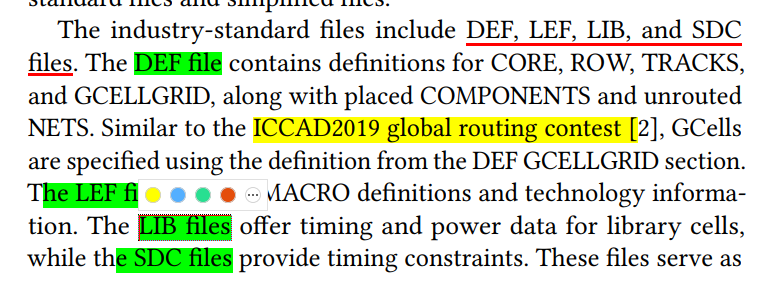 standard files and simplified files.
The industry-standard files include DEF, LEF, LIB, and SDC
files. The DEF file contains definitions for CORE, ROW, TRACKS,
and GCELLGRID, along with placed COMPONENTS and unrouted
NETS. Similar to the ICCAD2019 global routing contest [2], GCells
are specified using the definition from the DEF GCELLGRID section.
The LEF fi MACRO definitions and technology informa-
tion. The LIB files offer timing and power data for library cells,
while the SDC files provide timing constraints. These files serve as